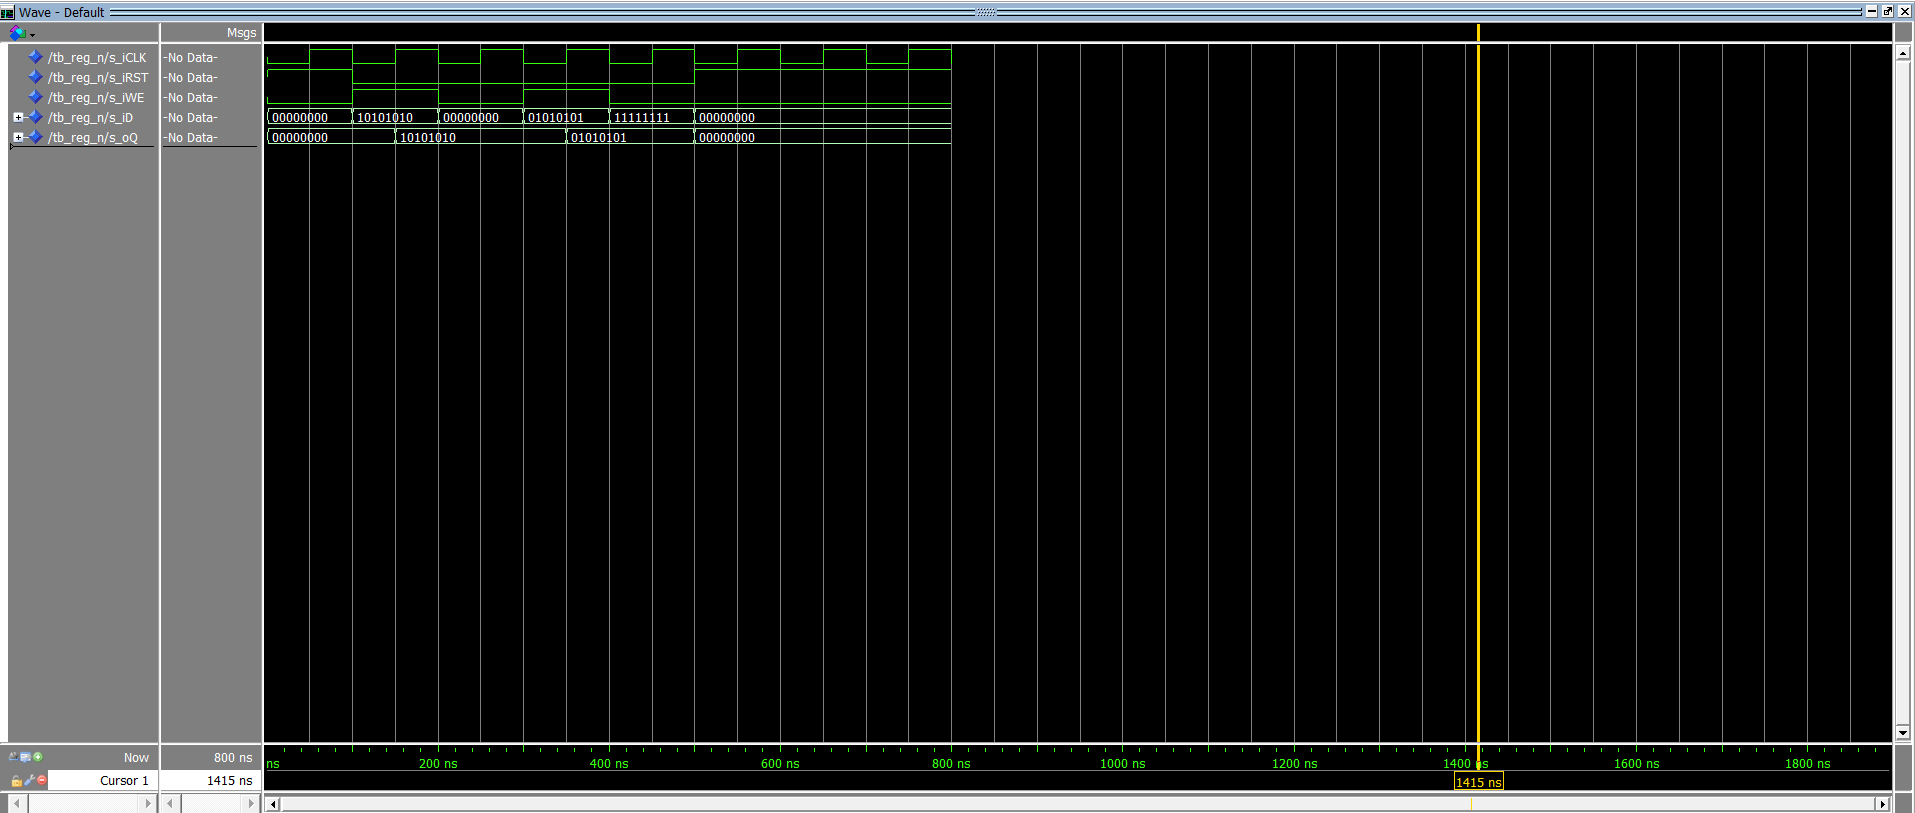 Wave - Default
Msgs
/tb_reg_n/s_iCLK -No Data-
/tb_reg_n/s_iRST -No Data-
/tb_reg_n/s_iWE -No Data-
/tb_reg_n/s_iD -No Data- 00000000 10101010 00000000 01010101 11111111 00000000
/tb_reg_n/s_oQ -No Data- 00000000 10101010 01010101 00000000
Now 800 ns ns 200 ns 400 ns 600 ns 800 ns 1000 ns 1200 ns 1400 ns 1600 ns 1800 ns
Cursor 1 1415 ns 1415 ns